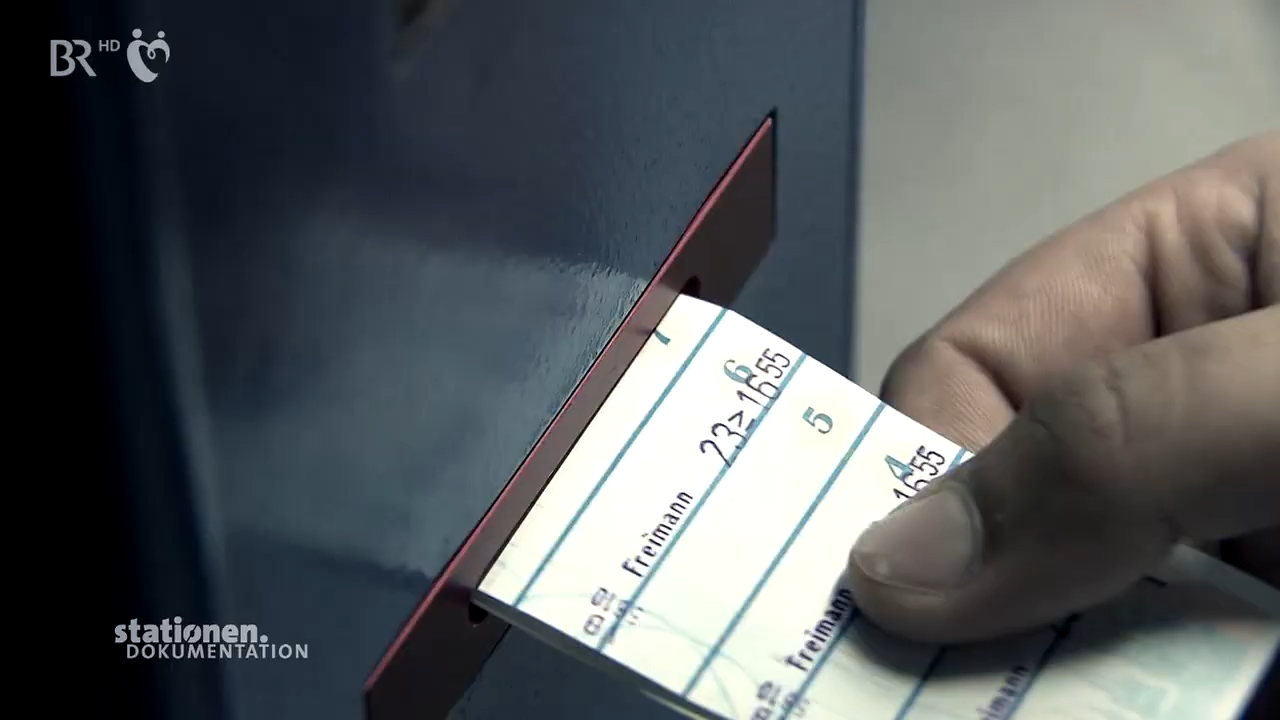 BR HD
7
6
23 1655
Freimann
5
4
1655
Freimann
stationen.
DOKUMENTATION